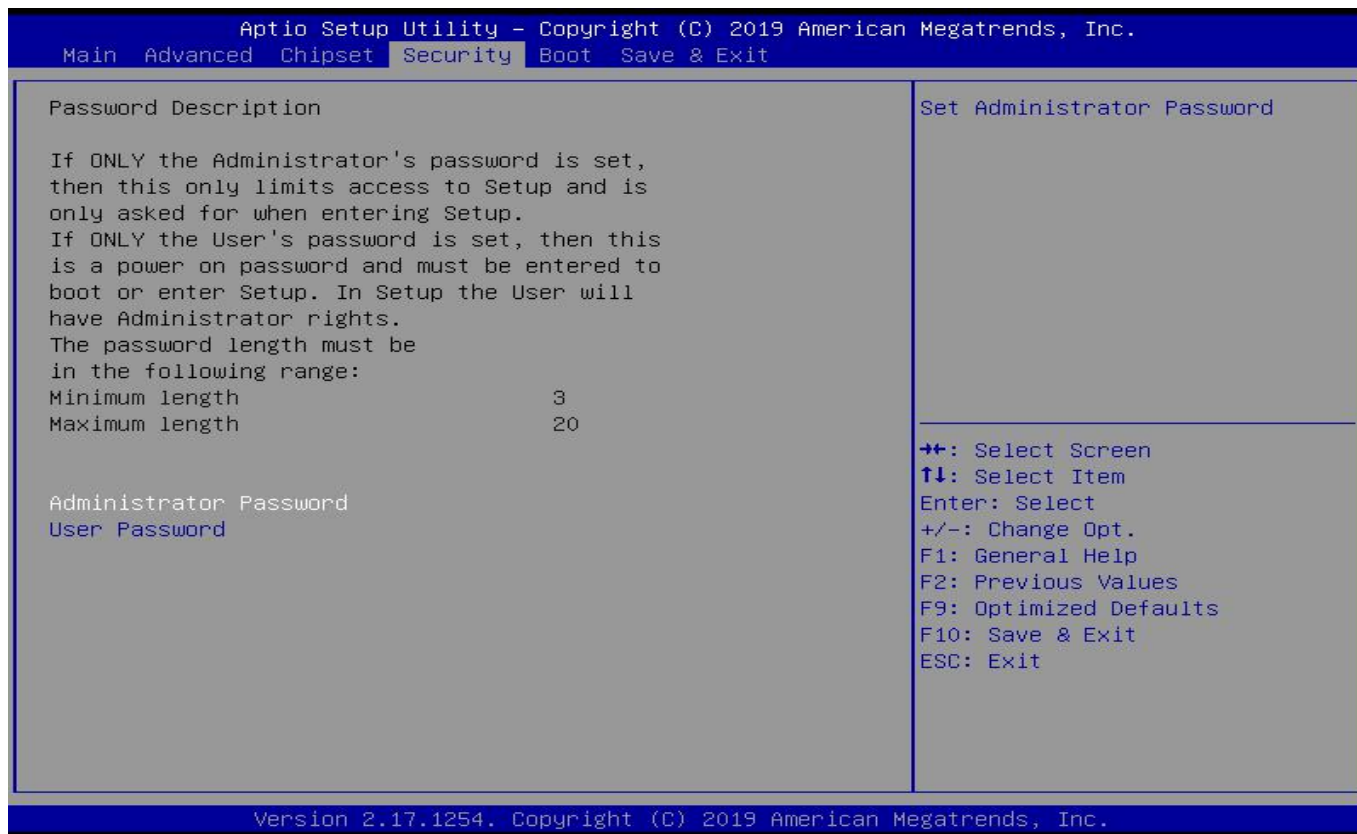 Aptio Setup Utility – Copyright (C) 2019 American Megatrends, Inc.
Main Advanced Chipset Security Boot Save & Exit
Password Description
If ONLY the Administrator's password is set,
then this only limits access to Setup and is
only asked for when entering Setup.
If ONLY the User's password is set, then this
is a power on password and must be entered to
boot or enter Setup. In Setup the User will
have Administrator rights.
The password length must be
in the following range:
Minimum length 3
Maximum length 20
Administrator Password
User Password
Set Administrator Password
→←: Select Screen
↑↓: Select Item
Enter: Select
+/-: Change Opt.
F1: General Help
F2: Previous Values
F9: Optimized Defaults
F10: Save & Exit
ESC: Exit
Version 2.17.1254. Copyright (C) 2019 American Megatrends, Inc.